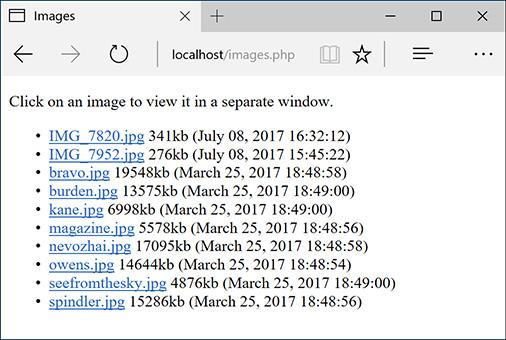 Images
localhost/images.php
Click on an image to view it in a separate window.
• IMG_7820.jpg 341kb (July 08, 2017 16:32:12)
• IMG_7952.jpg 276kb (July 08, 2017 15:45:22)
• bravo.jpg 19548kb (March 25, 2017 18:48:58)
• burden.jpg 13575kb (March 25, 2017 18:49:00)
• kane.jpg 6998kb (March 25, 2017 18:49:00)
• magazine.jpg 5578kb (March 25, 2017 18:48:56)
• nevozhai.jpg 17095kb (March 25, 2017 18:48:58)
• owens.jpg 14644kb (March 25, 2017 18:48:54)
• seefromthesky.jpg 4876kb (March 25, 2017 18:49:00)
• spindler.jpg 15286kb (March 25, 2017 18:48:56)